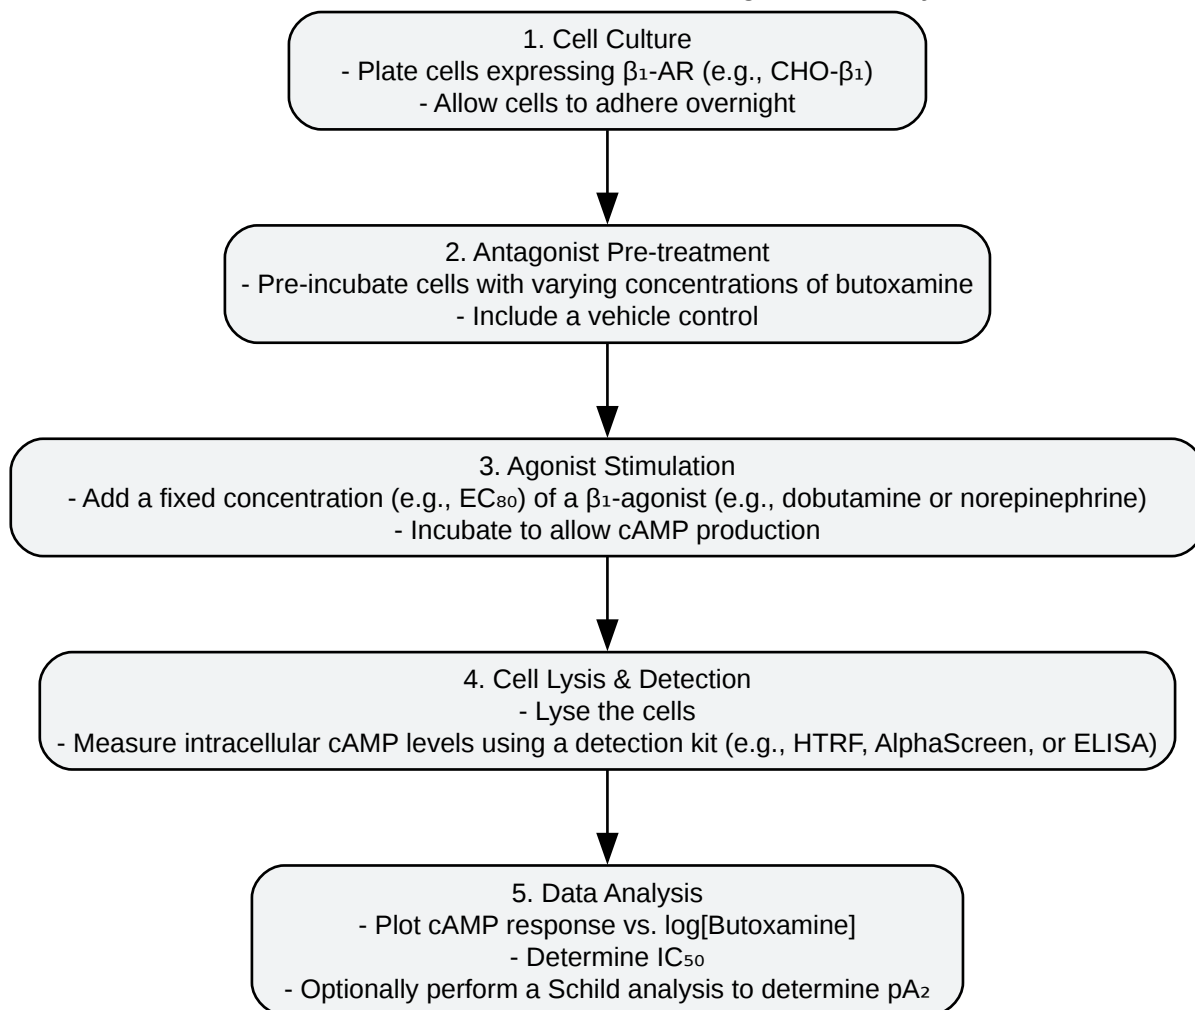 1. Cell Culture
- Plate cells expressing β₁-AR (e.g., CHO-β₁)
- Allow cells to adhere overnight
2. Antagonist Pre-treatment
- Pre-incubate cells with varying concentrations of butoxamine
- Include a vehicle control
3. Agonist Stimulation
- Add a fixed concentration (e.g., EC₈₀) of a β₁-agonist (e.g., dobutamine or norepinephrine)
- Incubate to allow cAMP production
4. Cell Lysis & Detection
- Lyse the cells
- Measure intracellular cAMP levels using a detection kit (e.g., HTRF, AlphaScreen, or ELISA)
5. Data Analysis
- Plot cAMP response vs. log[Butoxamine]
- Determine IC₅₀
- Optionally perform a Schild analysis to determine pA₂